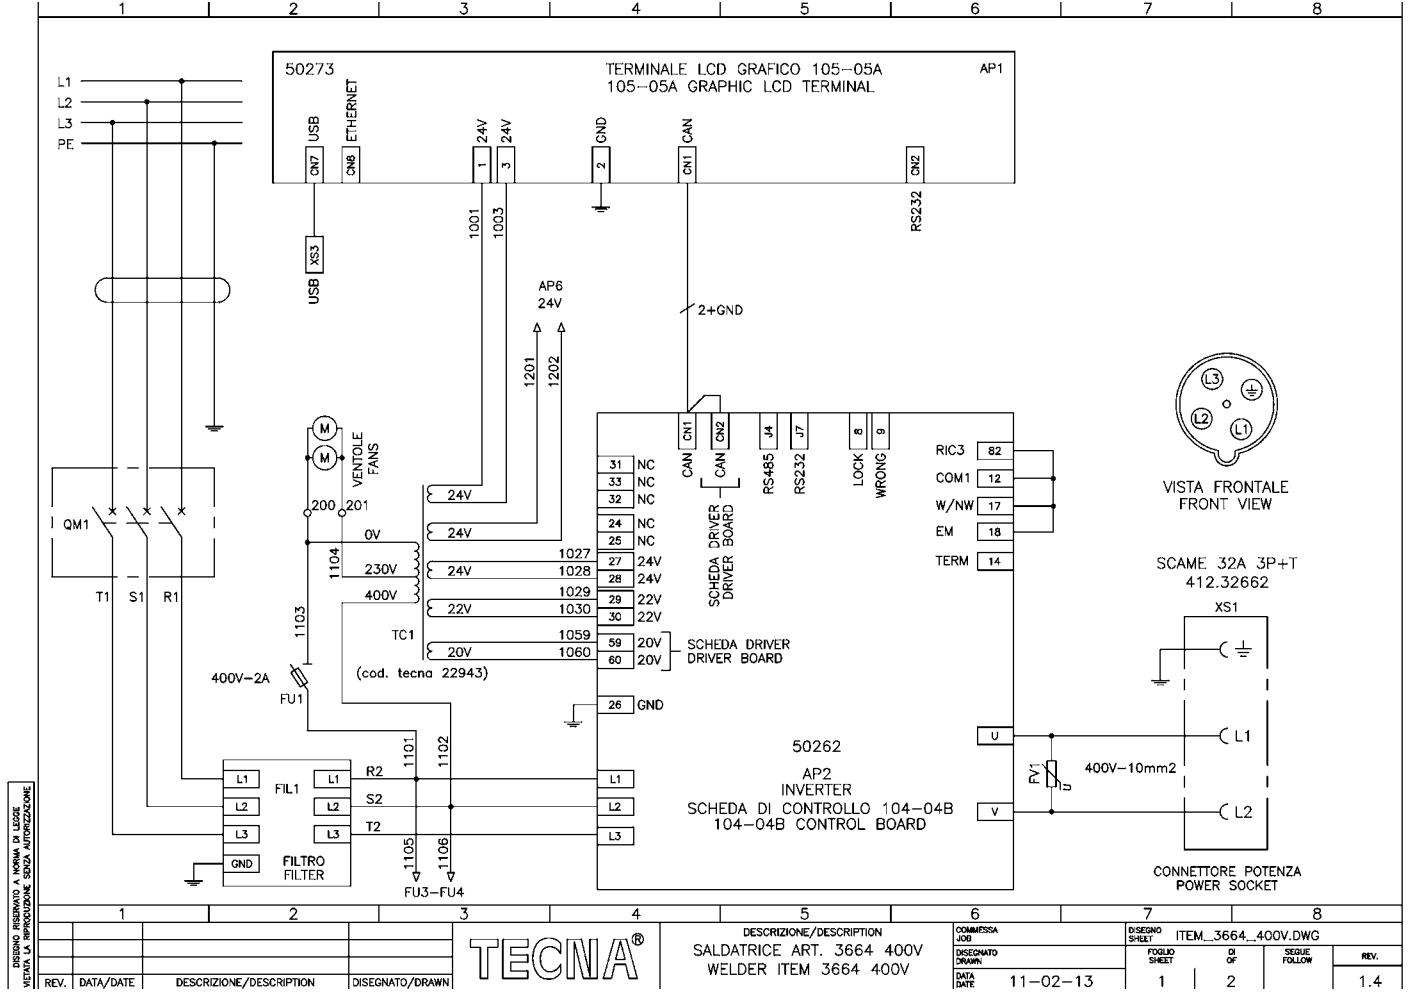 1 2 3 4 5 6 7 8
50273
TERMINALE LCD GRAFICO 105-05A
105-05A GRAPHIC LCD TERMINAL
AP1
L1
L2
L3
PE
USB
ETHERNET
24V
24V
GND
CAN
CN7
CN8
1
3
2
CN1
CN2
RS232
1001
1003
XS3
USB
AP6
24V
2+GND
1201
1202
M
M
VENTOLE
FANS
200
201
0V
230V
400V
1104
1103
24V
24V
24V
22V
20V
TC1
(cod. tecna 22943)
QM1
T1 S1 R1
400V-2A
FU1
1027
1028
1029
1030
1059
1060
31 NC
33 NC
32 NC
24 NC
25 NC
27 24V
28 24V
29 22V
30 22V
59 20V
60 20V
SCHEDA DRIVER
DRIVER BOARD
26 GND
CN1
CN2
J4
J7
8
9
CAN
CAN
RS485
RS232
LOCK
WRONG
SCHEDA DRIVER
DRIVER BOARD
RIC3 82
COM1 12
W/NW 17
EM 18
TERM 14
U
V
50262
AP2
INVERTER
SCHEDA DI CONTROLLO 104-04B
104-04B CONTROL BOARD
L1
L2
L3
1101
1102
1105
1106
FU3-FU4
L1 L1 R2
FIL1
L2 L2 S2
L3 L3 T2
GND
FILTRO
FILTER
FV1
U
400V-10mm2
L3
L2
L1
VISTA FRONTALE
FRONT VIEW
SCAME 32A 3P+T
412.32662
XS1
L1
L2
CONNETTORE POTENZA
POWER SOCKET
DISEGNO RISERVATO A NORMA DI LEGGE
VIETATA LA RIPRODUZIONE SENZA AUTORIZZAZIONE
1 2 3 4 5 6 7 8
REV. DATA/DATE DESCRIZIONE/DESCRIPTION DISEGNATO/DRAWN
TECNA®
DESCRIZIONE/DESCRIPTION
SALDATRICE ART. 3664 400V
WELDER ITEM 3664 400V
COMMESSA
JOB
DISEGNATO
DRAWN
DATA
DATE
11-02-13
DISEGNO
SHEET
ITEM_3664_400V.DWG
FOGLIO
SHEET
1
DI
OF
2
SEGUE
FOLLOW
REV.
1.4